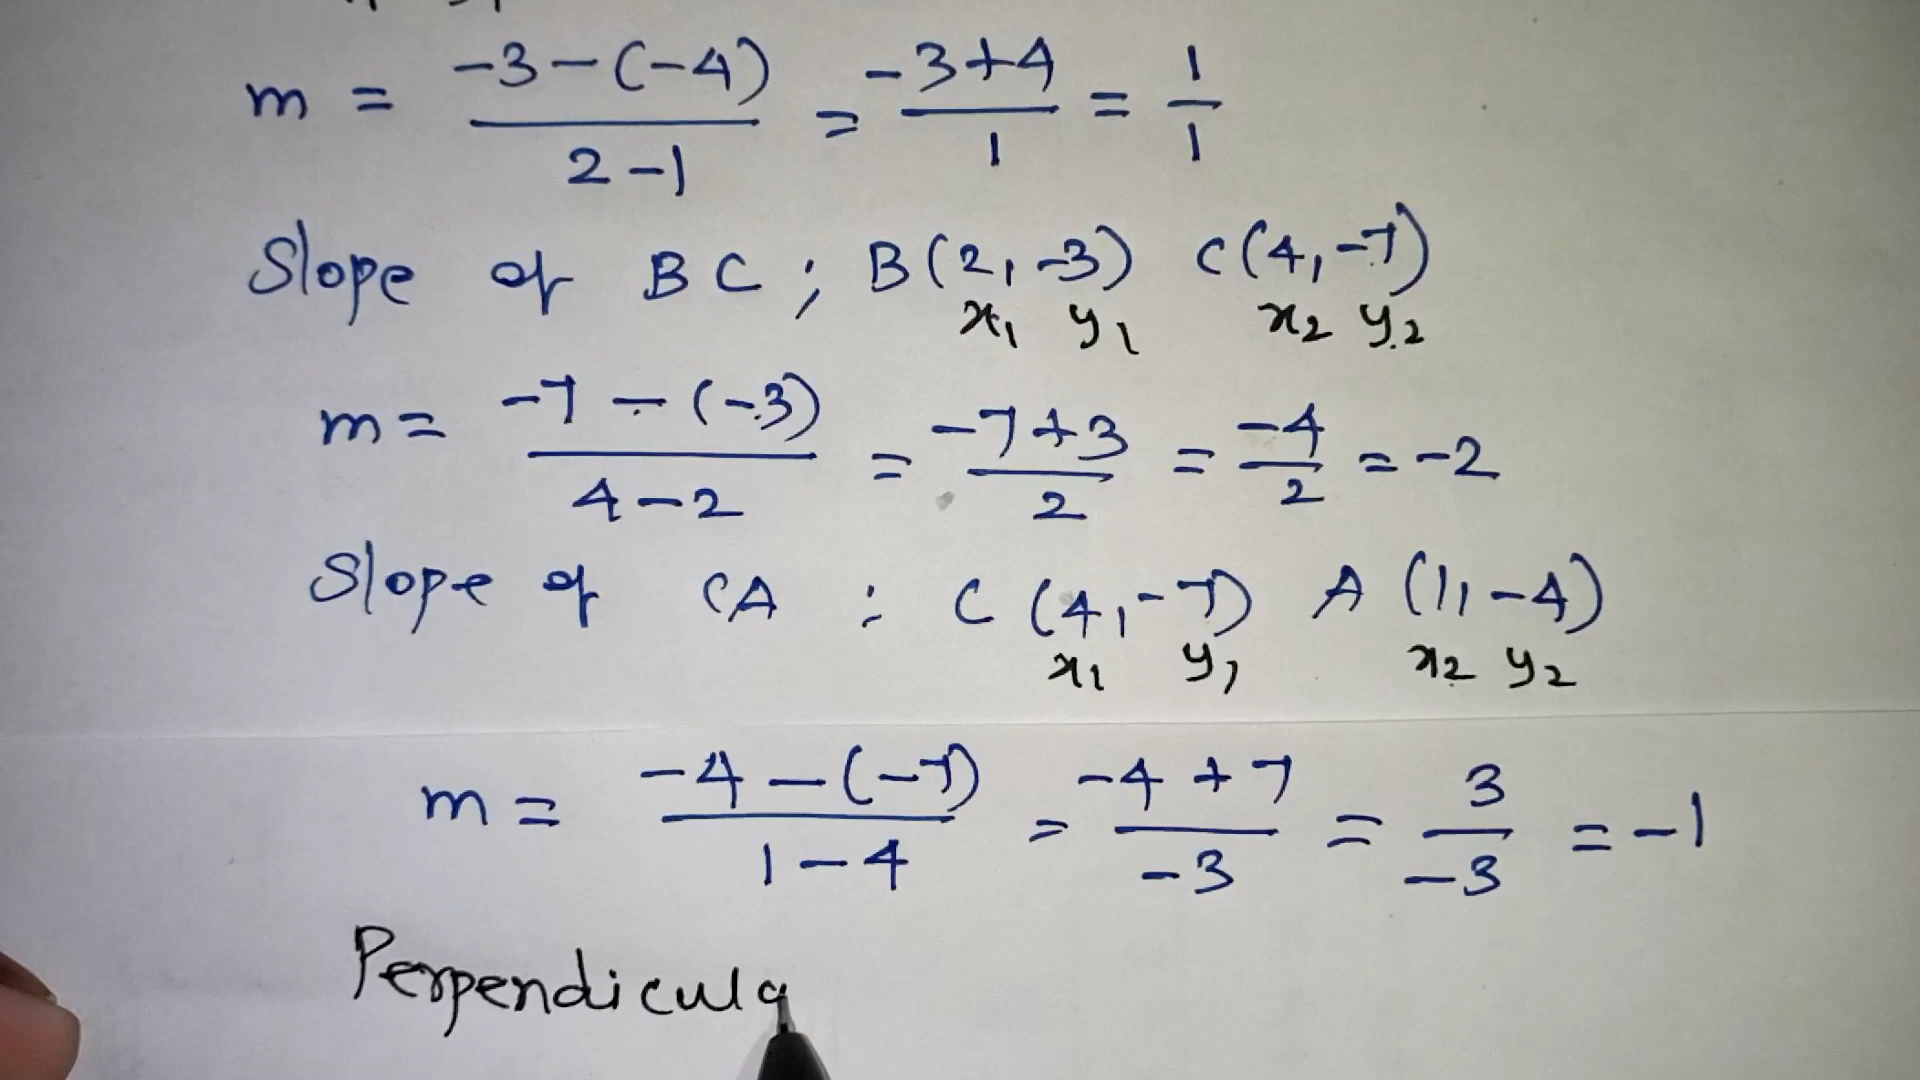 m = -3-(-4) / 2-1 = -3+4 / 1 = 1/1
Slope of BC; B(2,-3) C(4,-7)
x₁ y₁ x₂ y₂
m= -7-(-3) / 4-2 = -7+3 / 2 = -4/2 = -2
Slope of CA : C(4,-7) A(1,-4)
x₁ y₁ x₂ y₂
m= -4-(-7) / 1-4 = -4+7 / -3 = 3/-3 = -1
Perpendicula